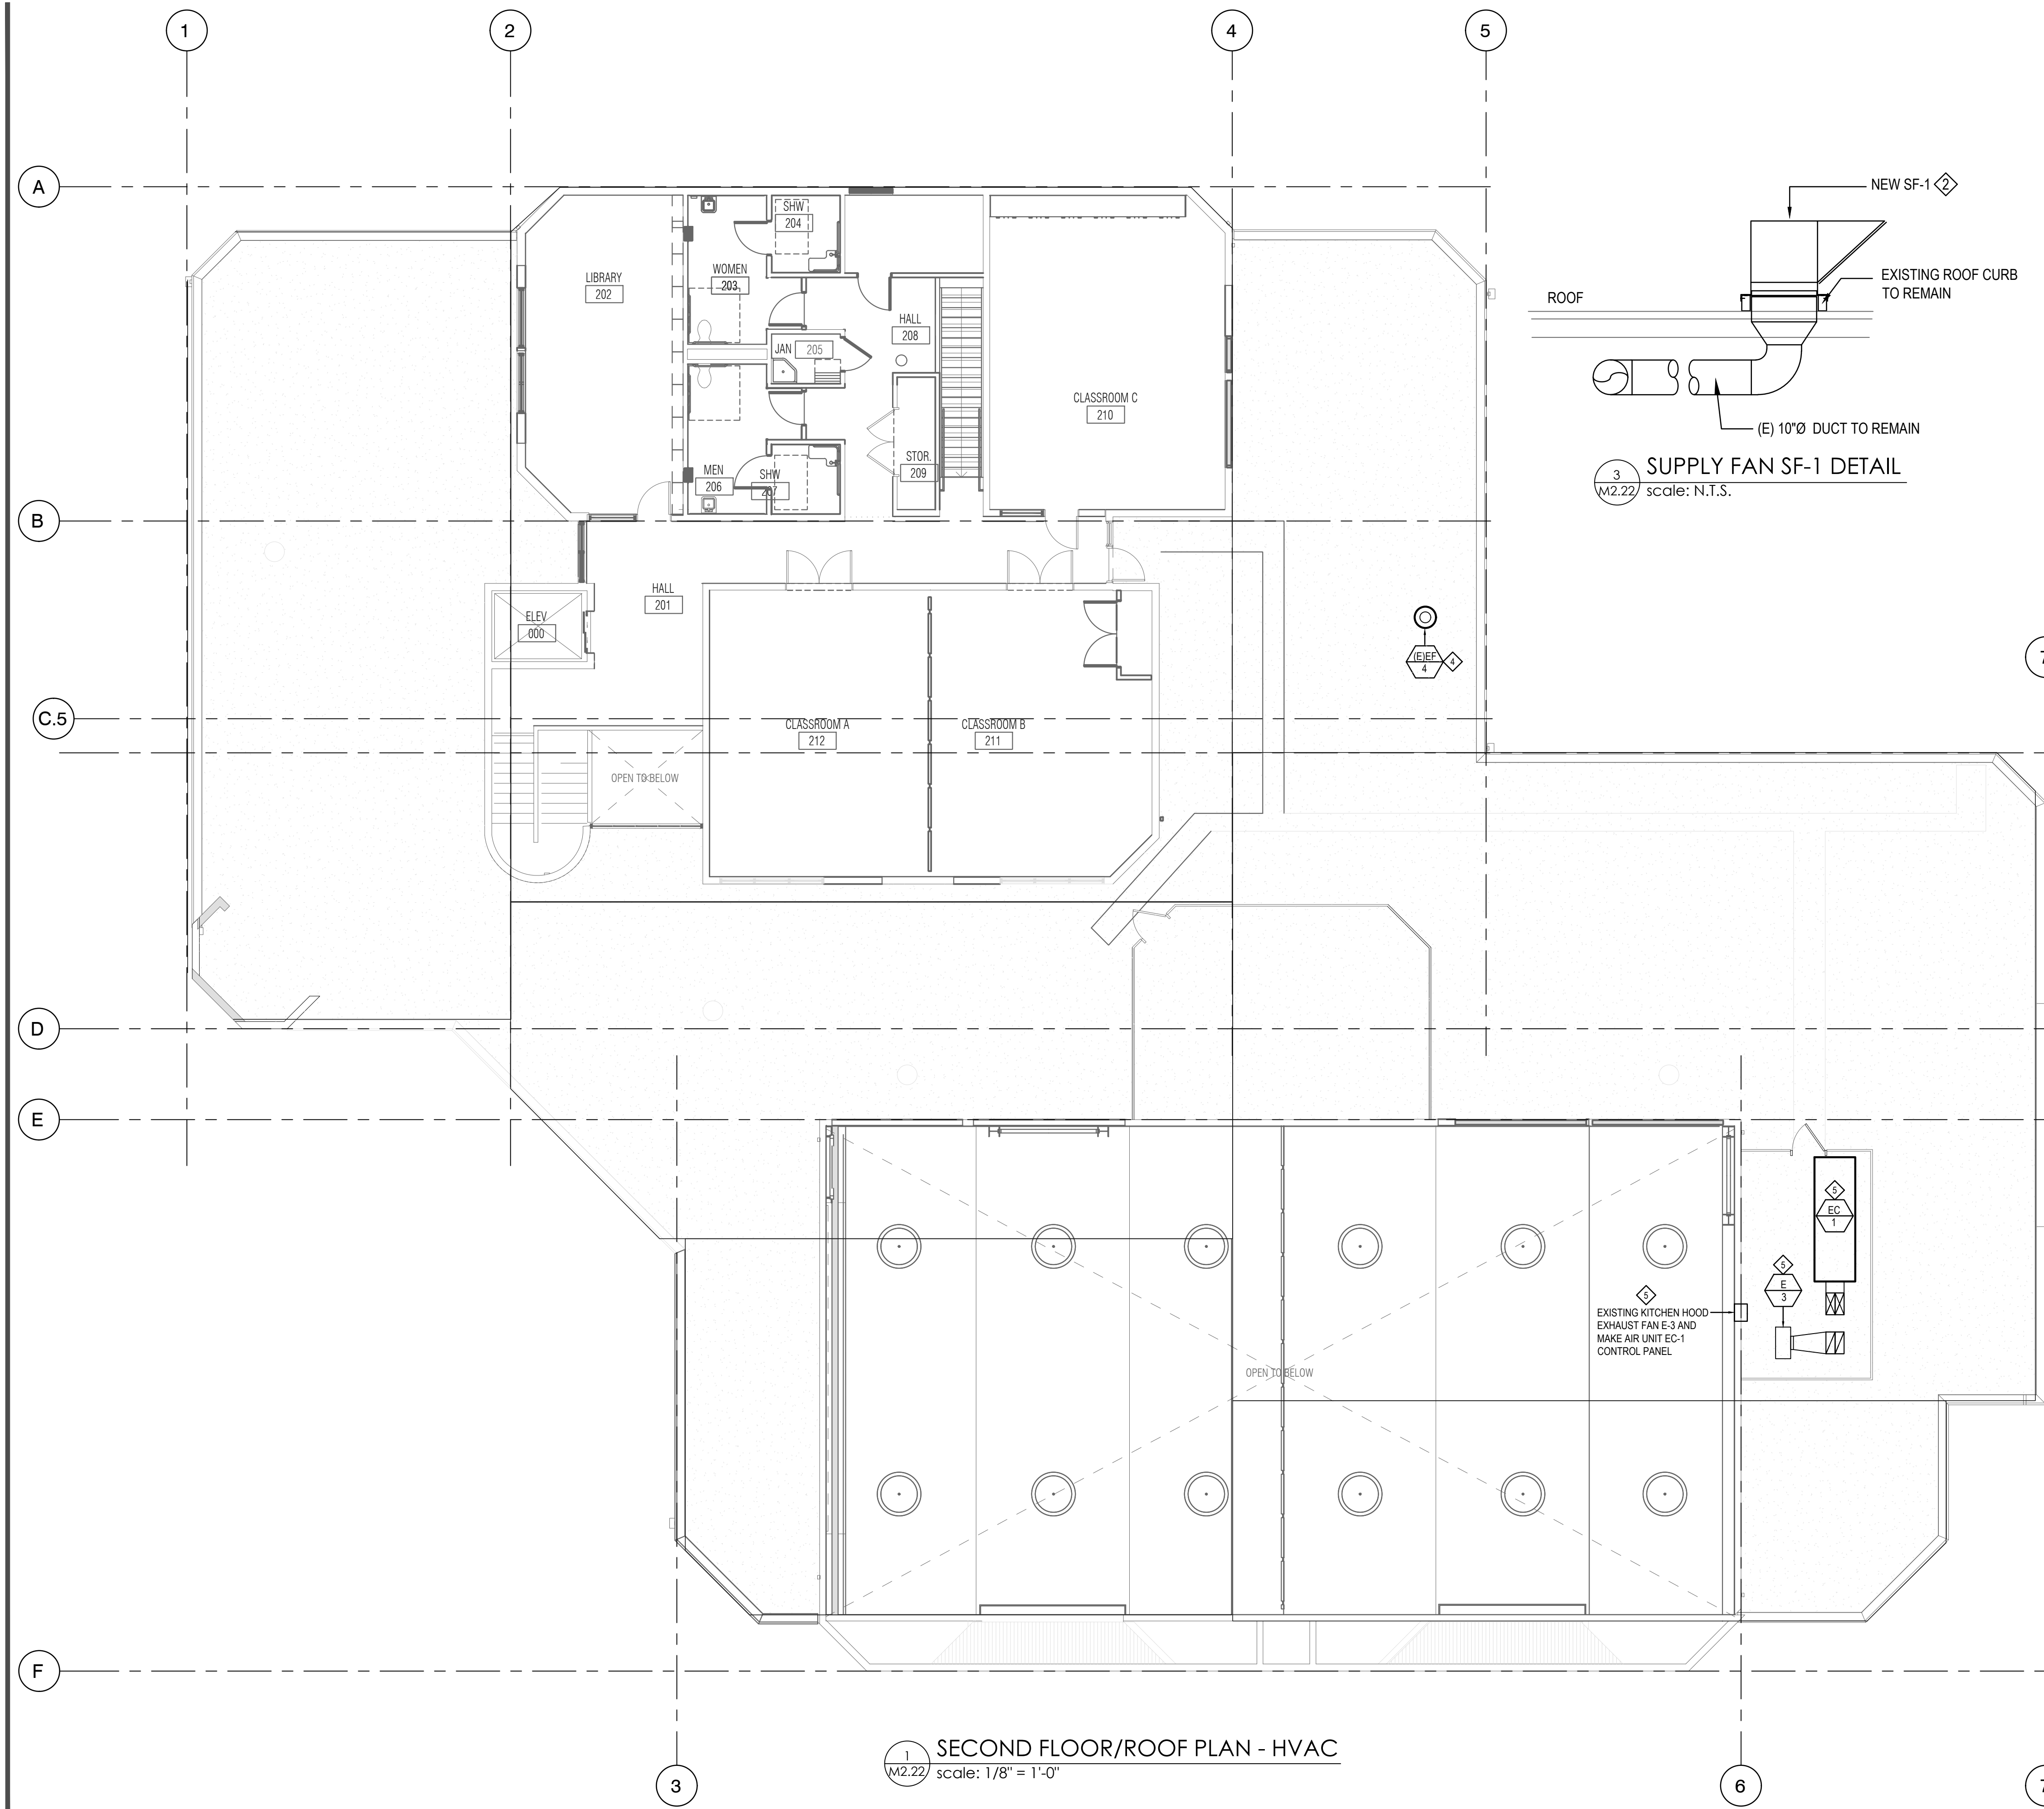 1
2
4
5
A
NEW SF-1 2
SHW
204
EXISTING ROOF CURB
TO REMAIN
LIBRARY
202
WOMEN
203
ROOF
HALL
208
JAN 205
CLASSROOM C
210
(E) 10"Ø DUCT TO REMAIN
STOR.
209
MEN
206
SHW
207
3
M2.22
SUPPLY FAN SF-1 DETAIL
scale: N.T.S.
B
HALL
201
ELEV
000
(E)EF
4
4
7
C.5
CLASSROOM A
212
CLASSROOM B
211
OPEN TO BELOW
D
E
5
EC
1
5
E
3
5
EXISTING KITCHEN HOOD
EXHAUST FAN E-3 AND
MAKE AIR UNIT EC-1
CONTROL PANEL
OPEN TO BELOW
F
1
M2.22
SECOND FLOOR/ROOF PLAN - HVAC
scale: 1/8" = 1'-0"
3
6
7